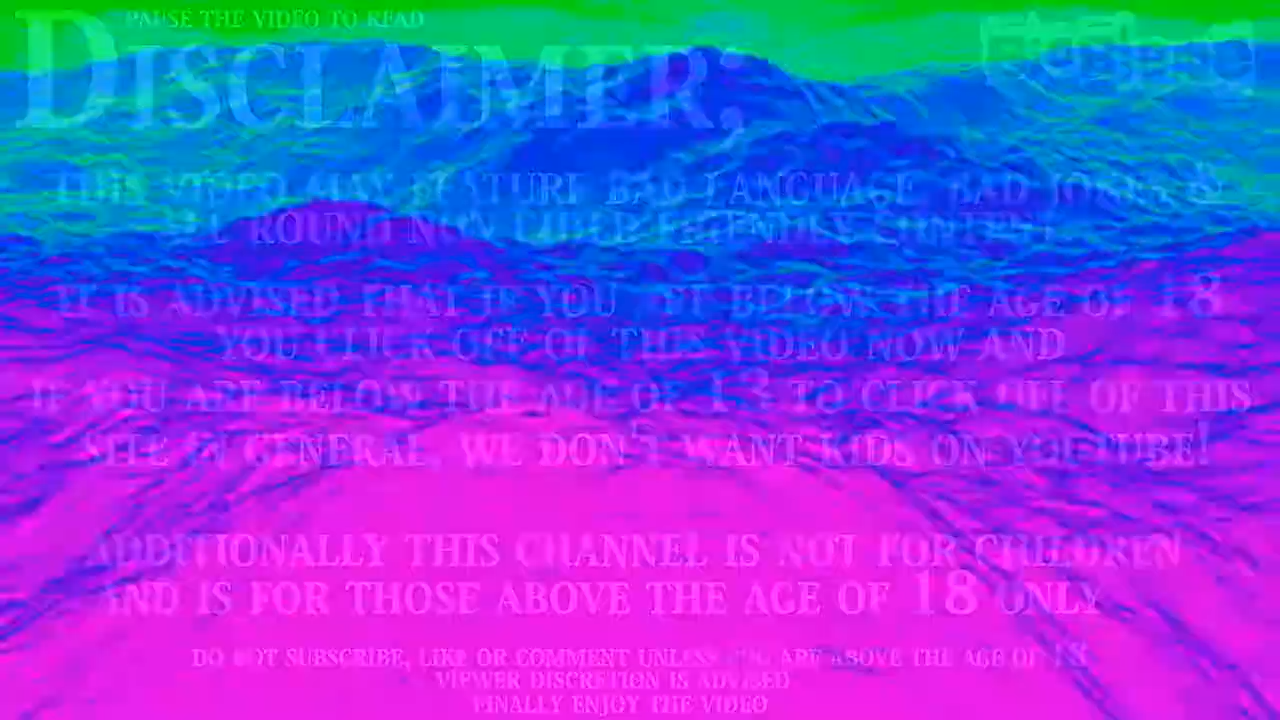 PAUSE THE VIDEO TO READ
DISCLAIMER:
THIS VIDEO MAY FEATURE BAD LANGUAGE, BAD JOKES &
ALL ROUND NON CHILD FRIENDLY CONTENT.
IT IS ADVISED THAT IF YOU BELOW THE AGE OF 18
YOU CLICK OFF OF THIS VIDEO NOW AND
IF YOU ARE BELOW THE AGE OF 13 TO CLICK OFF OF THIS
SITE IN GENERAL, WE DON'T WANT KIDS ON YOUTUBE!
ADDITIONALLY THIS CHANNEL IS NOT FOR CHILDREN
AND IS FOR THOSE ABOVE THE AGE OF 18 ONLY
DO NOT SUBSCRIBE, LIKE OR COMMENT UNLESS YOU ARE ABOVE THE AGE OF 18
VIEWER DISCRETION IS ADVISED
FINALLY ENJOY THE VIDEO